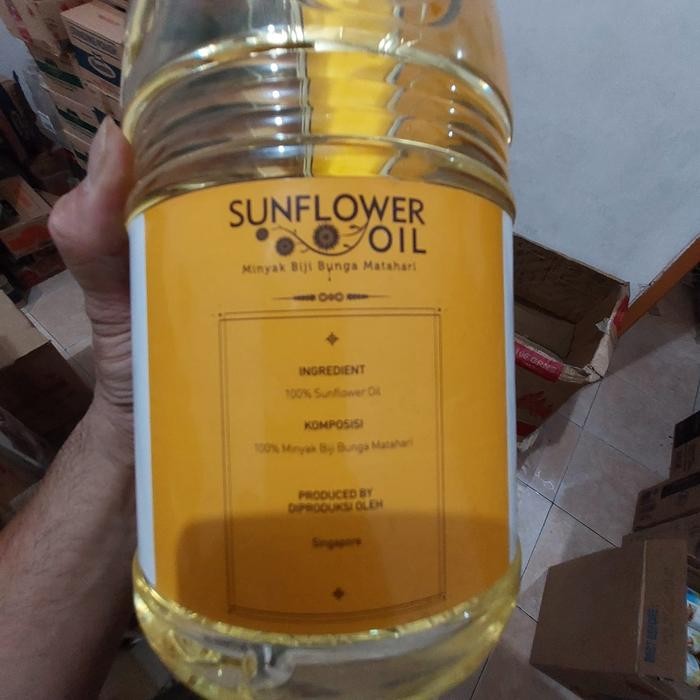 SUNFLOWER
OIL
Minyak Biji Bunga Matahari
INGREDIENT
100% Sunflower Oil
KOMPOSISI
100% Minyak Biji Bunga Matahari
PRODUCED BY
DIPRODUKSI OLEH
Singapore